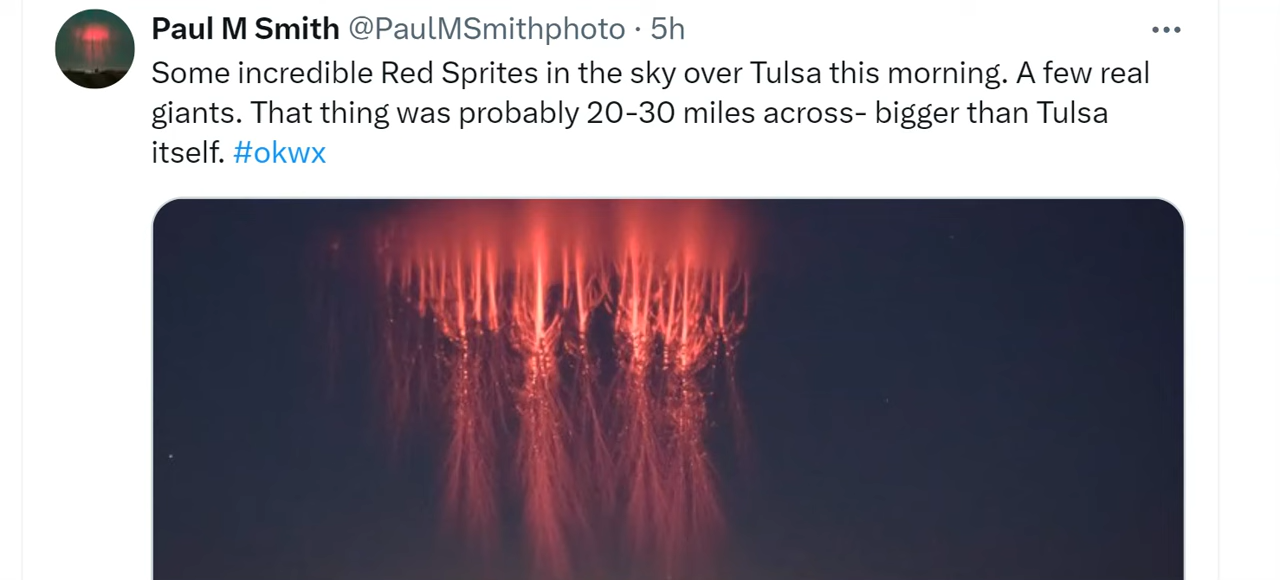 Paul M Smith @PaulMSmithphoto · 5h
Some incredible Red Sprites in the sky over Tulsa this morning. A few real
giants. That thing was probably 20-30 miles across- bigger than Tulsa
itself. #okwx